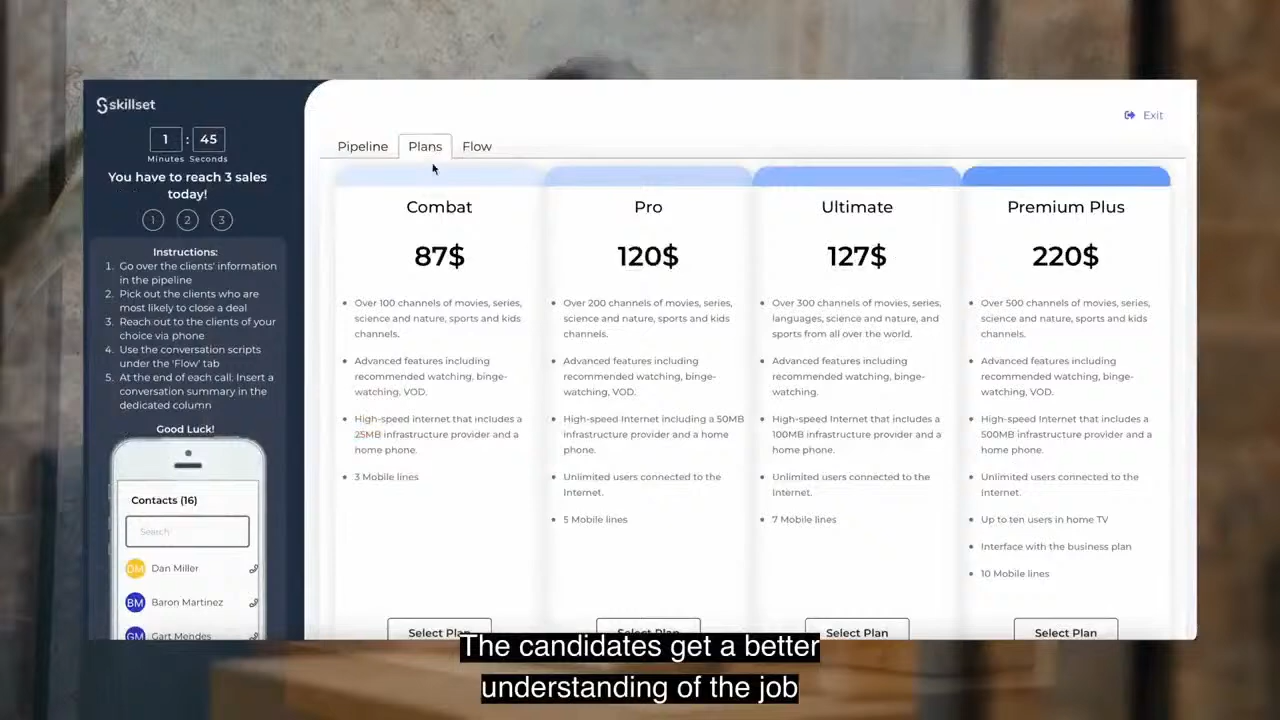 skillset
1 : 45
Minutes Seconds
You have to reach 3 sales
today!
1 2 3
Instructions:
1. Go over the clients' information
in the pipeline
2. Pick out the clients who are
most likely to close a deal
3. Reach out to the clients of your
choice via phone
4. Use the conversation scripts
under the 'Flow' tab
5. At the end of each call: Insert a
conversation summary in the
dedicated column
Good Luck!
Contacts (16)
Search
DM Dan Miller
BM Baron Martinez
GM Gart Mendes
Exit
Pipeline Plans Flow
Combat
87$
Over 100 channels of movies, series,
science and nature, sports and kids
channels.
Advanced features including
recommended watching, binge-
watching, VOD.
High-speed internet that includes a
25MB infrastructure provider and a
home phone.
3 Mobile lines
Select Plan
Pro
120$
Over 200 channels of movies, series,
science and nature, sports and kids
channels.
Advanced features including
recommended watching, binge-
watching, VOD.
High-speed Internet including a 50MB
infrastructure provider and a home
phone.
Unlimited users connected to the
Internet.
5 Mobile lines
Select Plan
Ultimate
127$
Over 300 channels of movies, series,
languages, science and nature, and
sports from all over the world.
Advanced features including
recommended watching, binge-
watching.
High-speed Internet that includes a
100MB infrastructure provider and a
home phone.
Unlimited users connected to the
Internet.
7 Mobile lines
Select Plan
Premium Plus
220$
Over 500 channels of movies, series,
science and nature, sports and kids
channels.
Advanced features including
recommended watching, binge-
watching, VOD.
High-speed Internet that includes a
500MB infrastructure provider and a
home phone.
Unlimited users connected to the
Internet.
Up to ten users in home TV
Interface with the business plan
10 Mobile lines
Select Plan
The candidates get a better
understanding of the job